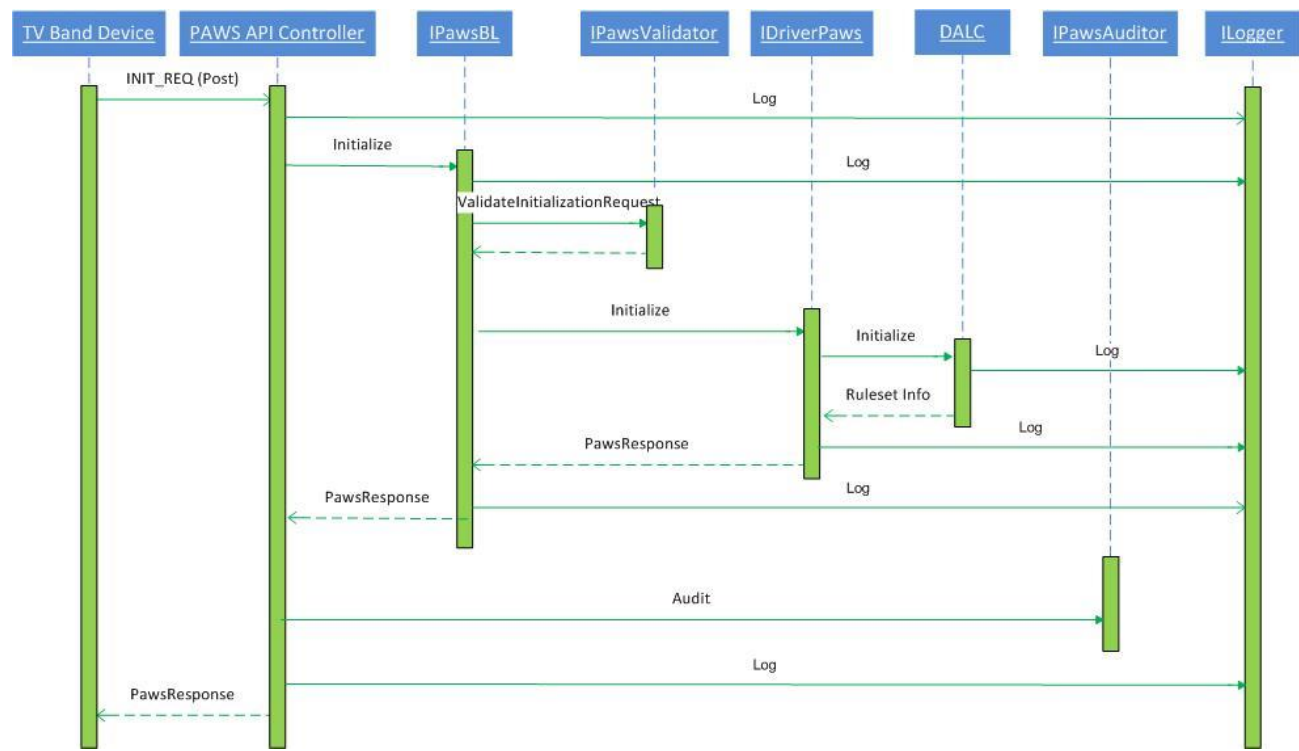 TV Band Device
PAWS API Controller
IPawsBL
IPawsValidator
IDriverPaws
DALC
IPawsAuditor
ILogger
INIT_REQ (Post)
Log
Initialize
Log
ValidateInitializationRequest
Initialize
Initialize
Log
Ruleset Info
Log
PawsResponse
Log
PawsResponse
Audit
Log
PawsResponse